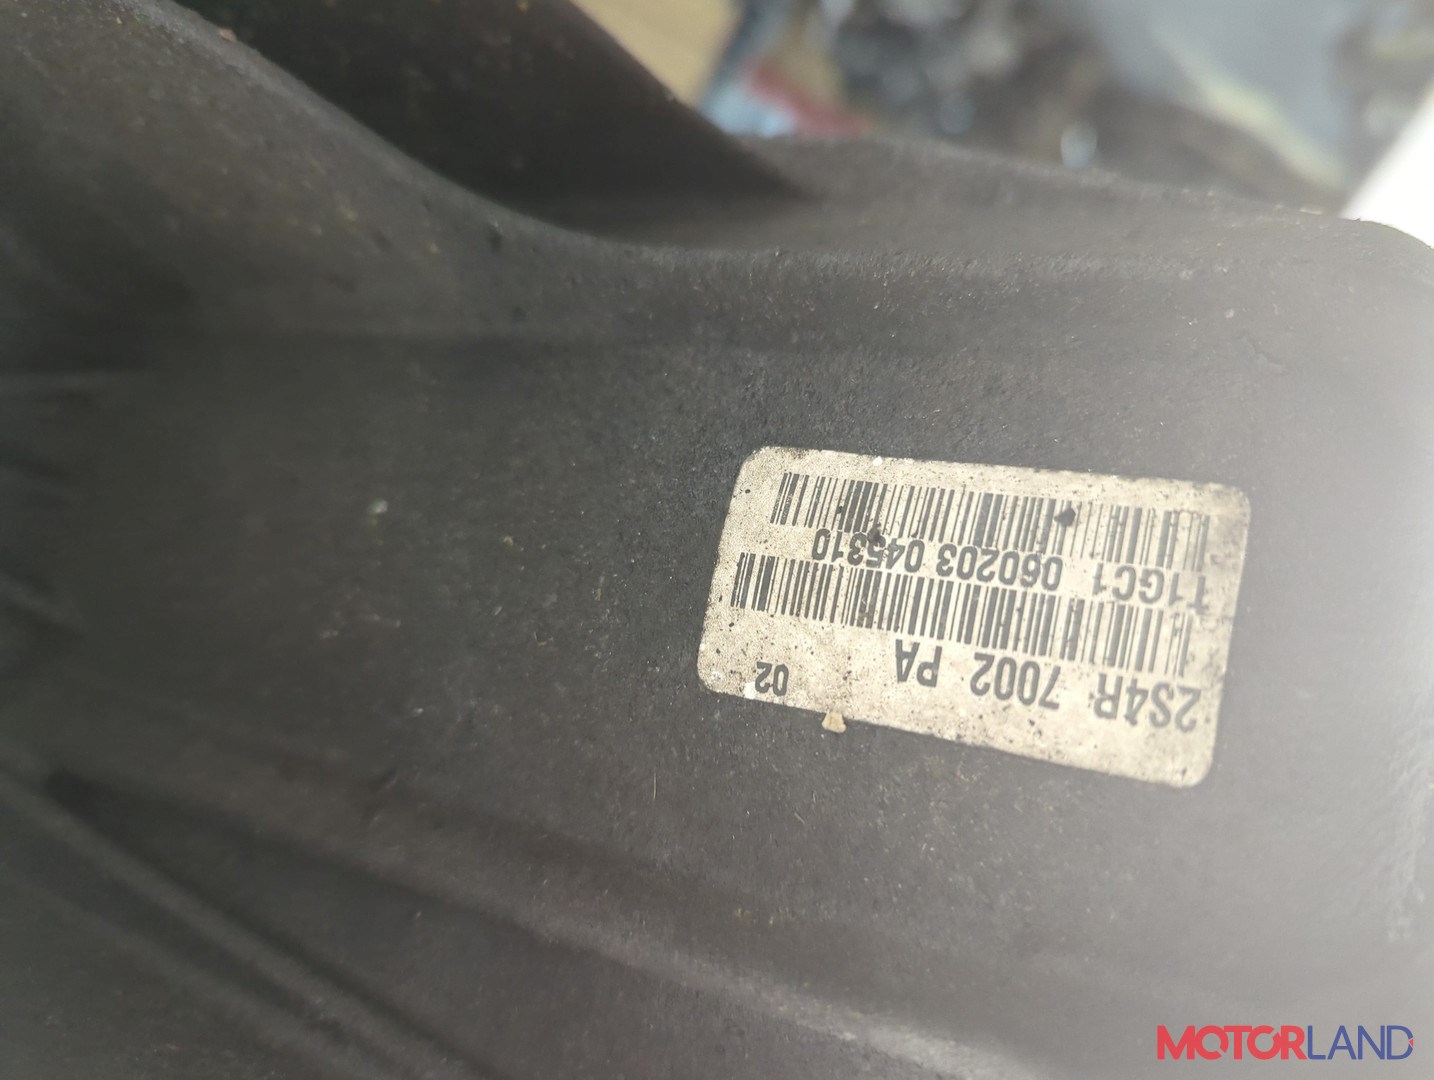 2S4R 7002 PA
02
T1GC1 060203 045310
MOTORLAND